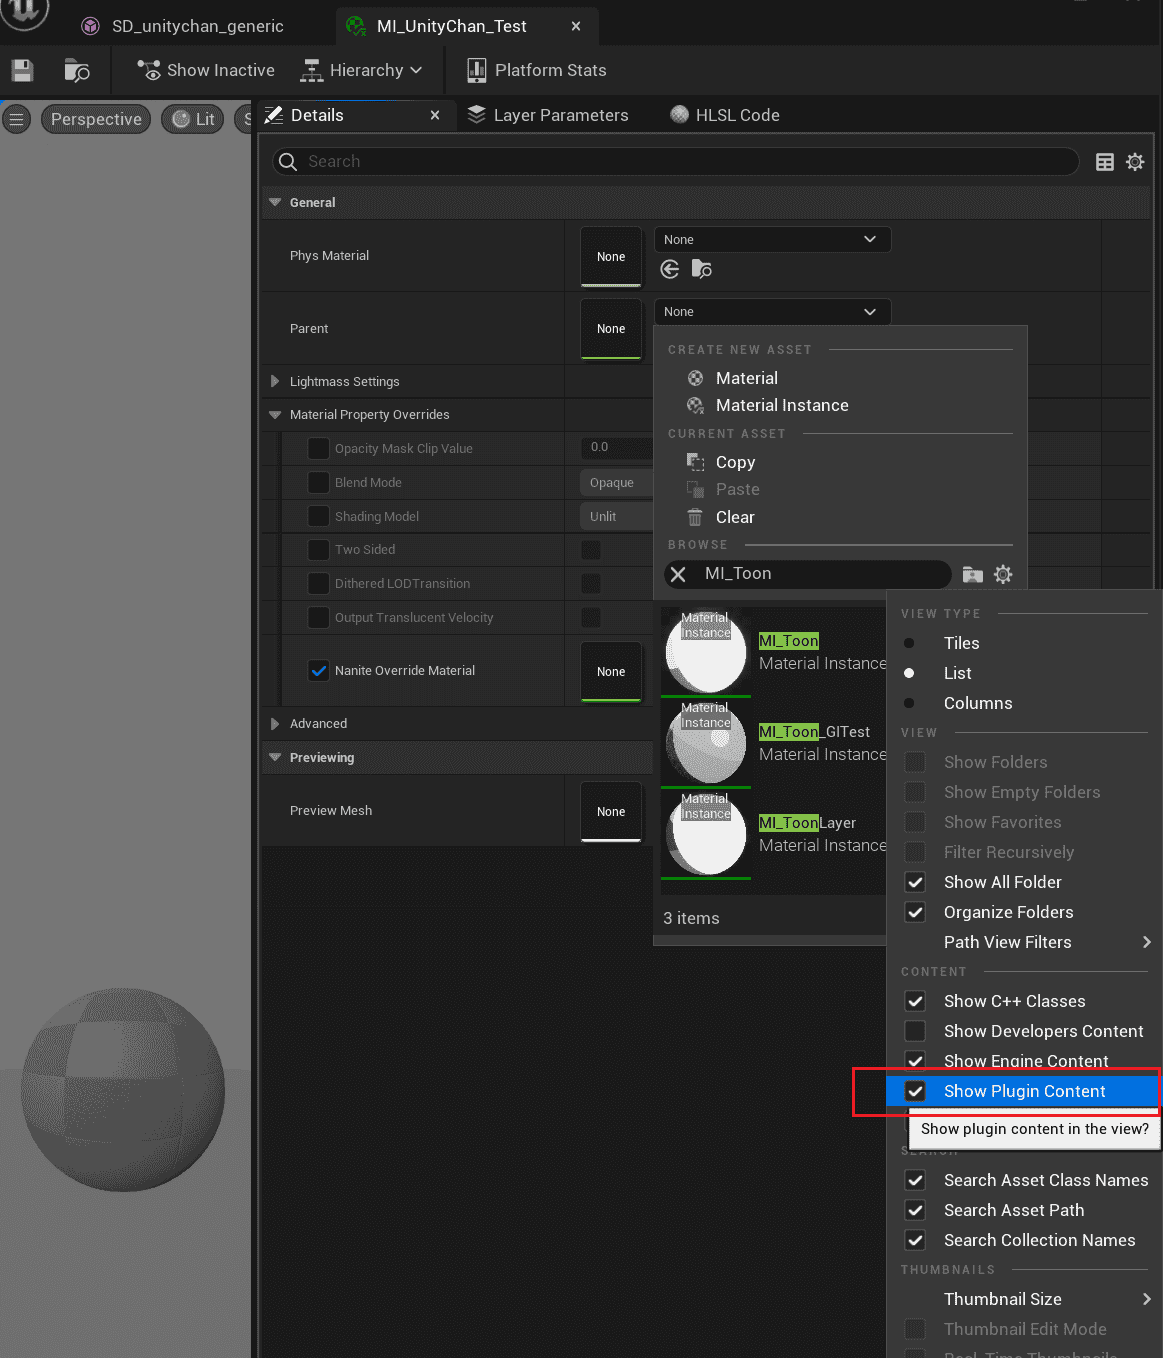 SD_unitychan_generic
MI_UnityChan_Test
Show Inactive
Hierarchy
Platform Stats
Perspective
Lit
S
Details
Layer Parameters
HLSL Code
Search
General
Phys Material
None
None
Parent
None
None
CREATE NEW ASSET
Material
Material Instance
CURRENT ASSET
Copy
Paste
Clear
BROWSE
MI_Toon
Lightmass Settings
Material Property Overrides
Opacity Mask Clip Value
0.0
Blend Mode
Opaque
Shading Model
Unlit
Two Sided
Dithered LODTransition
Output Translucent Velocity
Nanite Override Material
None
Advanced
Previewing
Preview Mesh
None
Material
Instance
MI_Toon
Material Instance
Material
Instance
MI_Toon_GITest
Material Instance
Material
Instance
MI_ToonLayer
Material Instance
3 items
VIEW TYPE
Tiles
List
Columns
VIEW
Show Folders
Show Empty Folders
Show Favorites
Filter Recursively
Show All Folder
Organize Folders
Path View Filters
CONTENT
Show C++ Classes
Show Developers Content
Show Engine Content
Show Plugin Content
Show plugin content in the view?
SEARCH
Search Asset Class Names
Search Asset Path
Search Collection Names
THUMBNAILS
Thumbnail Size
Thumbnail Edit Mode
Real-Time Thumbnails